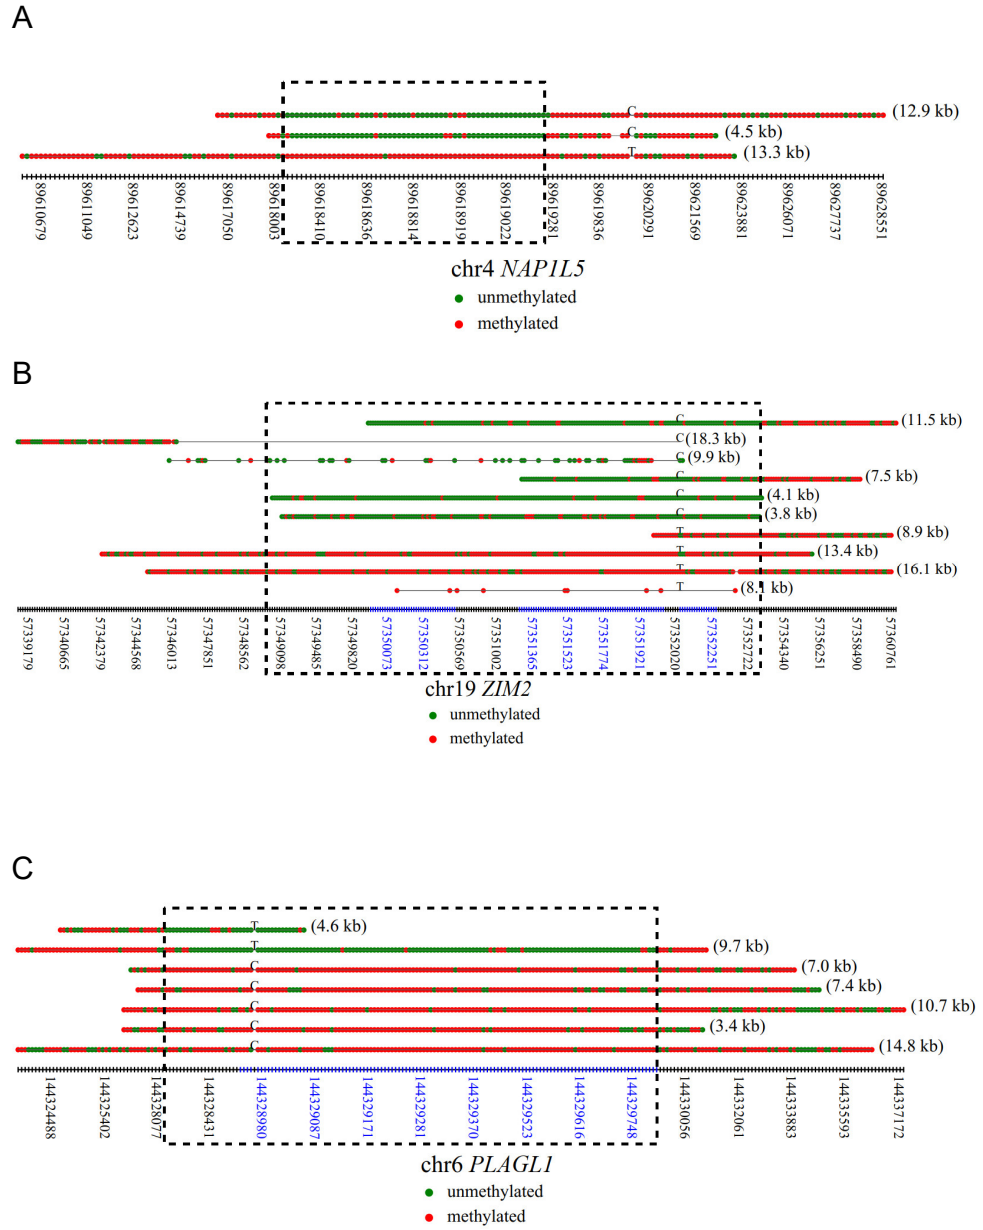 A
C (12.9 kb)
C (4.5 kb)
T (13.3 kb)
89610679 89611049 89612623 89614739 89617050 89618003 89618410 89618636 89618814 89618919 89619022 89619281 89619836 89620291 89621569 89623881 89626071 89627737 89628551
chr4 NAP1L5
unmethylated
methylated
B
C (11.5 kb)
C (18.3 kb)
C (9.9 kb)
C (7.5 kb)
C (4.1 kb)
C (3.8 kb)
T (8.9 kb)
T (13.4 kb)
T (16.1 kb)
T (8.1 kb)
57339179 57340665 57342379 57344568 57346013 57347851 57348562 57349098 57349485 57349820 57350073 57350312 57350569 57351002 57351365 57351523 57351774 57351921 57352020 57352251 57352722 57354340 57356251 57358490 57360761
chr19 ZIM2
unmethylated
methylated
C
T (4.6 kb)
T (9.7 kb)
C (7.0 kb)
C (7.4 kb)
C (10.7 kb)
C (3.4 kb)
C (14.8 kb)
144324488 144325402 144328077 144328431 144328980 144329087 144329171 144329281 144329370 144329523 144329616 144329748 144330056 144332061 144333883 144335593 144337172
chr6 PLAGL1
unmethylated
methylated